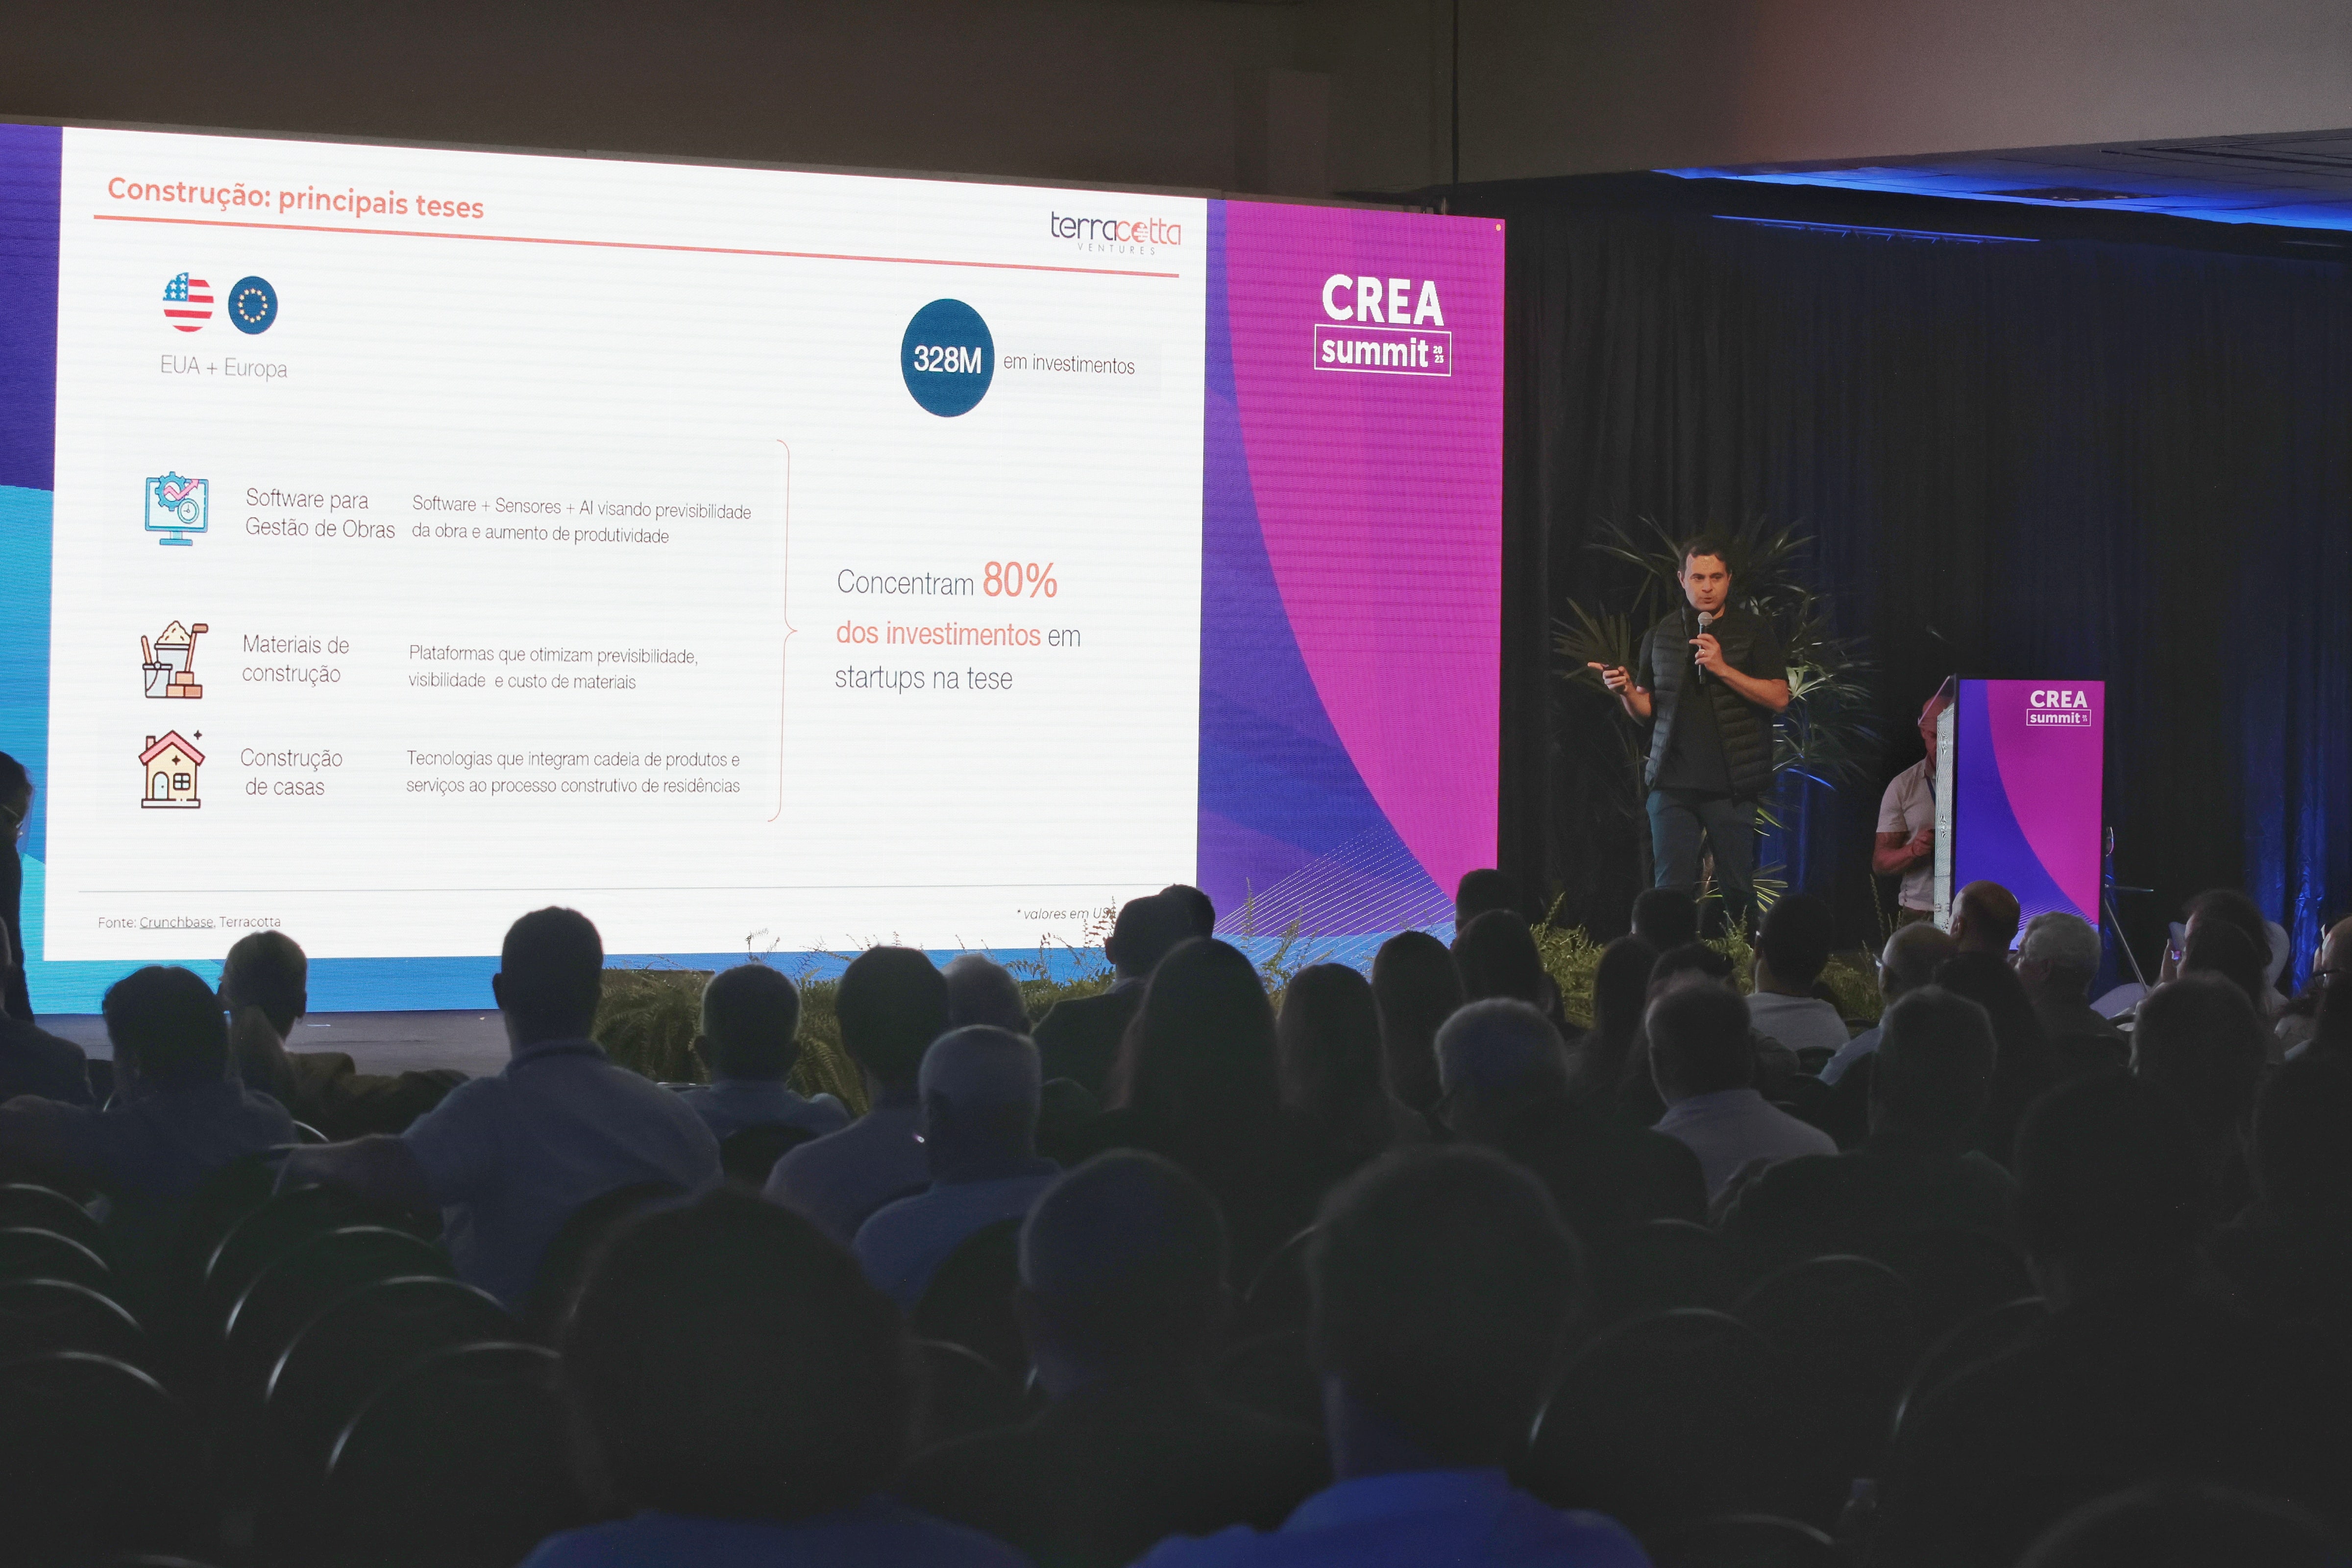 Construção: principais teses
terracotta
VENTURES
EUA + Europa
328M
em investimentos
Software para
Gestão de Obras
Software + Sensores + AI visando previsibilidade
da obra e aumento de produtividade
Materiais de
construção
Plataformas que otimizam previsibilidade,
visibilidade e custo de materiais
Construção
de casas
Tecnologias que integram cadeia de produtos e
serviços ao processo construtivo de residências
Concentram 80%
dos investimentos em
startups na tese
Fonte: Crunchbase, Terracotta
* valores em
CREA
summit 20
23
CREA
summit